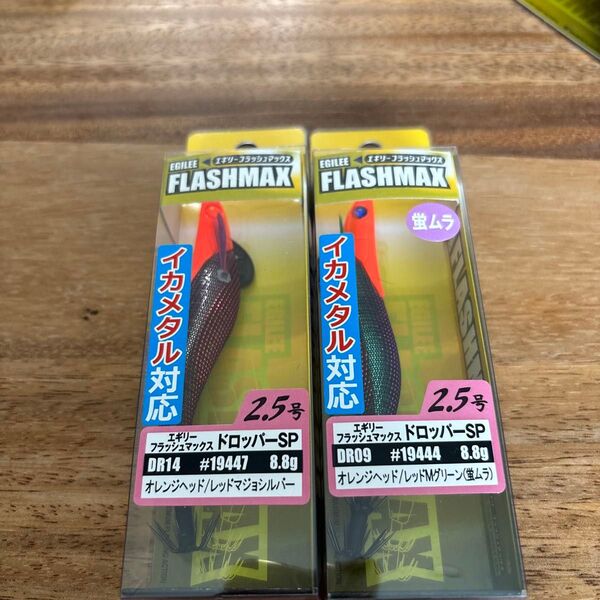 EGILEE エギリーフラッシュマックス
FLASHMAX
イカメタル対応
2.5号
エギリー
フラッシュマックス ドロッパーSP
DR14 #19447 8.8g
オレンジヘッド/レッドマジョシルバー
EGILEE エギリーフラッシュマックス
FLASHMAX
蛍ムラ
イカメタル対応
2.5号
エギリー
フラッシュマックス ドロッパーSP
DR09 #19444 8.8g
オレンジヘッド/レッドMグリーン(蛍ムラ)